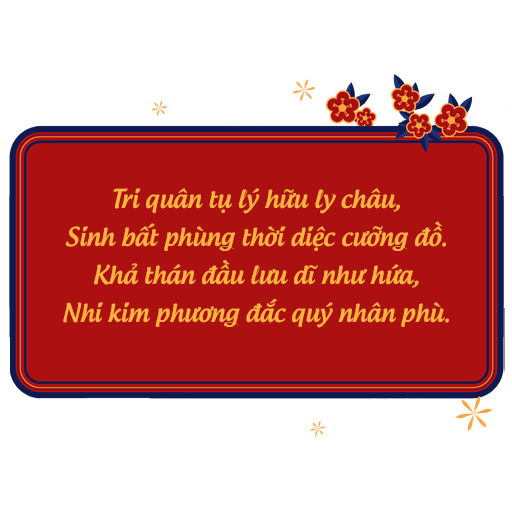 Tri quân tụ lý hữu ly châu,
Sinh bất phùng thời diệc cưỡng đồ.
Khả thán đầu lưu dĩ như hứa,
Nhi kim phương đắc quý nhân phù.